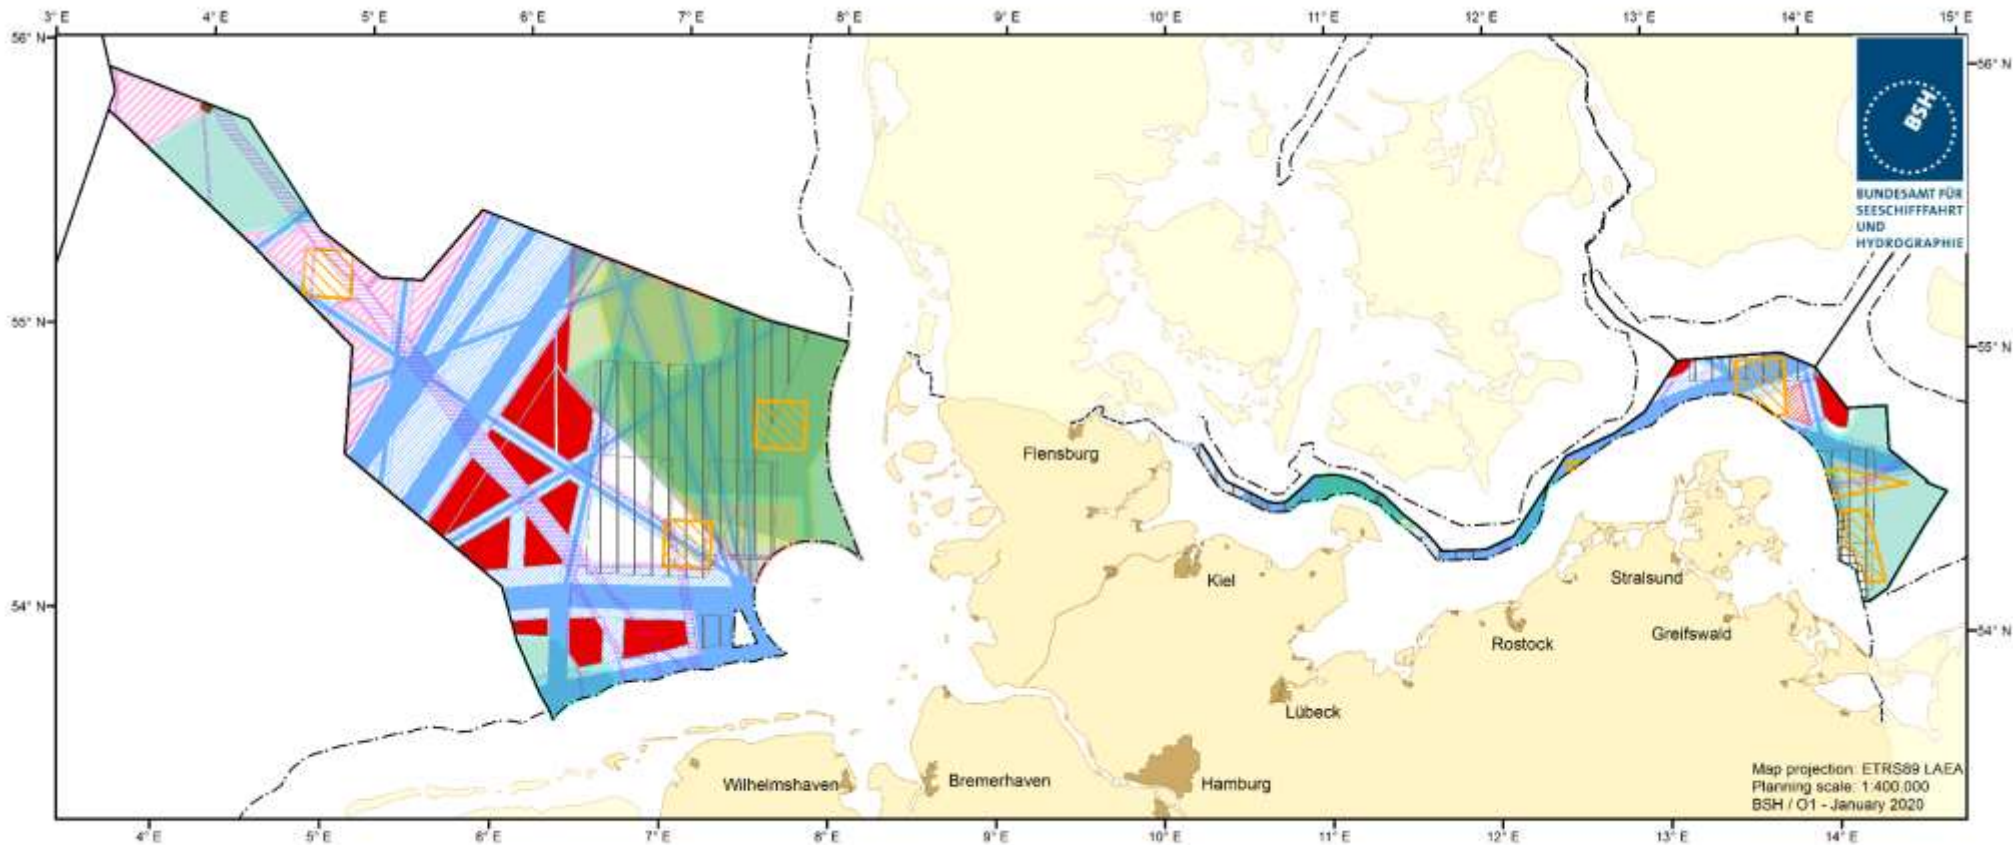 3° E 4° E 5° E 6° E 7° E 8° E 9° E 10° E 11° E 12° E 13° E 14° E 15° E
56° N 56° N
BSH
BUNDESAMT FÜR
SEESCHIFFFAHRT
UND
HYDROGRAPHIE
55° N 55° N
Flensburg
Kiel
Stralsund
54° N 54° N
Rostock
Greifswald
Lübeck
Wilhelmshaven
Bremerhaven
Hamburg
Map projection: ETRS89 LAEA
Planning scale: 1:400.000
BSH / O1 - January 2020
4° E 5° E 6° E 7° E 8° E 9° E 10° E 11° E 12° E 13° E 14° E